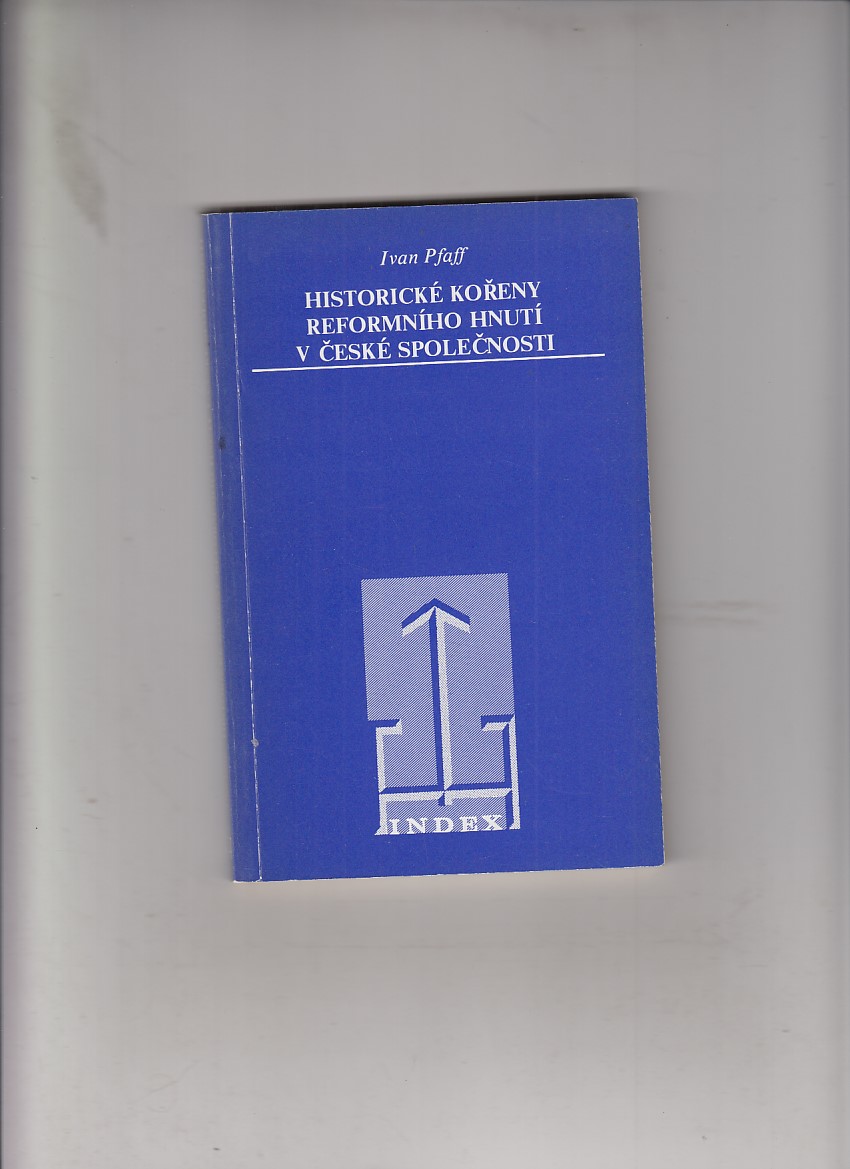 Ivan Pfaff
HISTORICKÉ KOŘENY
REFORMNÍHO HNUTÍ
V ČESKÉ SPOLEČNOSTI
INDEX